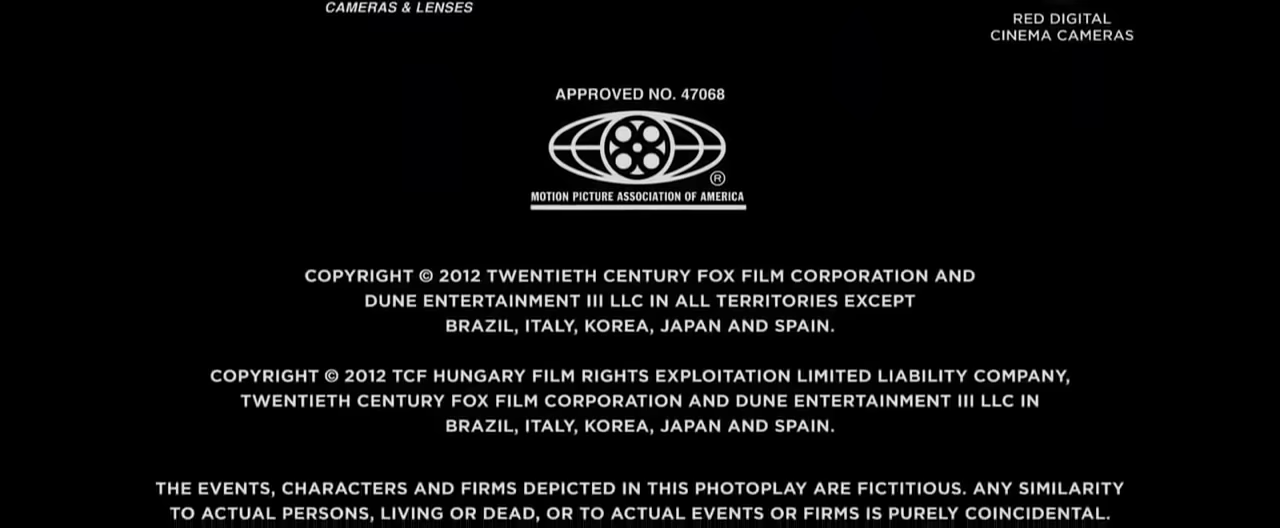 CAMERAS & LENSES
RED DIGITAL
CINEMA CAMERAS
APPROVED NO. 47068
®
MOTION PICTURE ASSOCIATION OF AMERICA
COPYRIGHT © 2012 TWENTIETH CENTURY FOX FILM CORPORATION AND
DUNE ENTERTAINMENT III LLC IN ALL TERRITORIES EXCEPT
BRAZIL, ITALY, KOREA, JAPAN AND SPAIN.
COPYRIGHT © 2012 TCF HUNGARY FILM RIGHTS EXPLOITATION LIMITED LIABILITY COMPANY,
TWENTIETH CENTURY FOX FILM CORPORATION AND DUNE ENTERTAINMENT III LLC IN
BRAZIL, ITALY, KOREA, JAPAN AND SPAIN.
THE EVENTS, CHARACTERS AND FIRMS DEPICTED IN THIS PHOTOPLAY ARE FICTITIOUS. ANY SIMILARITY
TO ACTUAL PERSONS, LIVING OR DEAD, OR TO ACTUAL EVENTS OR FIRMS IS PURELY COINCIDENTAL.